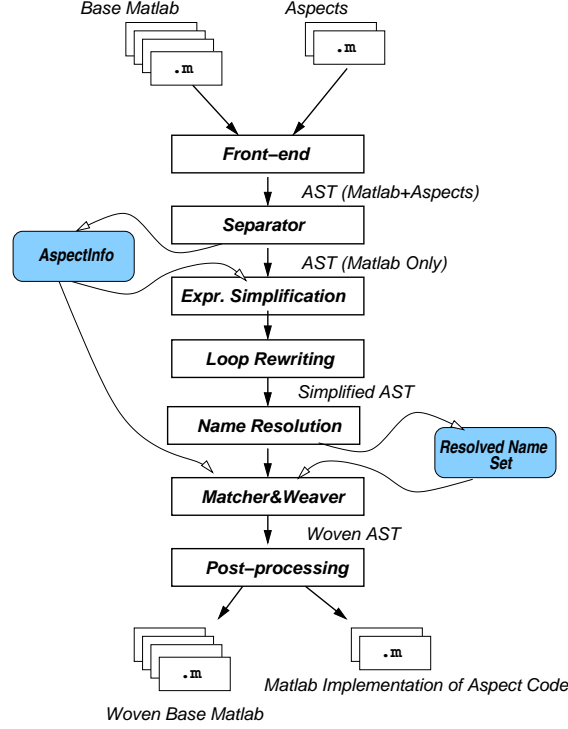 Base Matlab
Aspects
.m
.m
Front–end
AST (Matlab+Aspects)
Separator
AspectInfo
AST (Matlab Only)
Expr. Simplification
Loop Rewriting
Simplified AST
Name Resolution
Resolved Name
Set
Matcher&Weaver
Woven AST
Post–processing
.m
.m
Matlab Implementation of Aspect Code
Woven Base Matlab